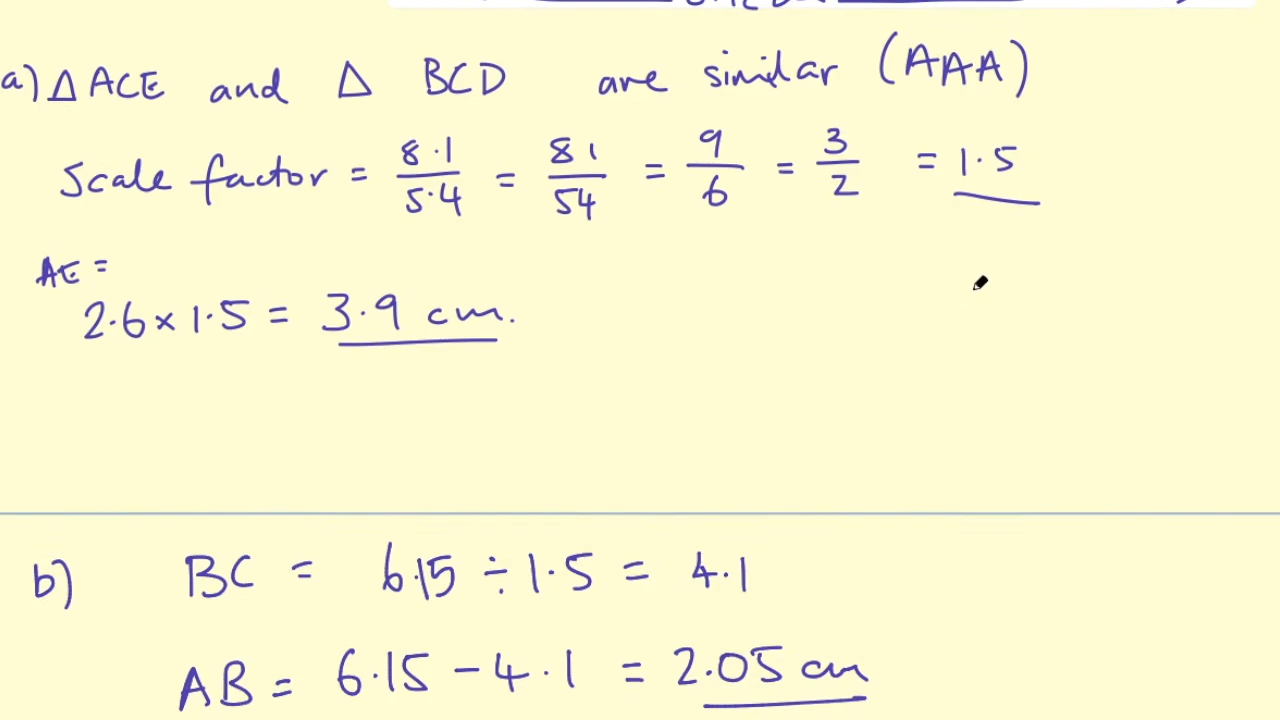 a) △ ACE and △ BCD are similar (AAA)
Scale factor = 8.1/5.4 = 81/54 = 9/6 = 3/2 = 1.5
AE =
2.6 × 1.5 = 3.9 cm.
b) BC = 6.15 ÷ 1.5 = 4.1
AB = 6.15 - 4.1 = 2.05 cm